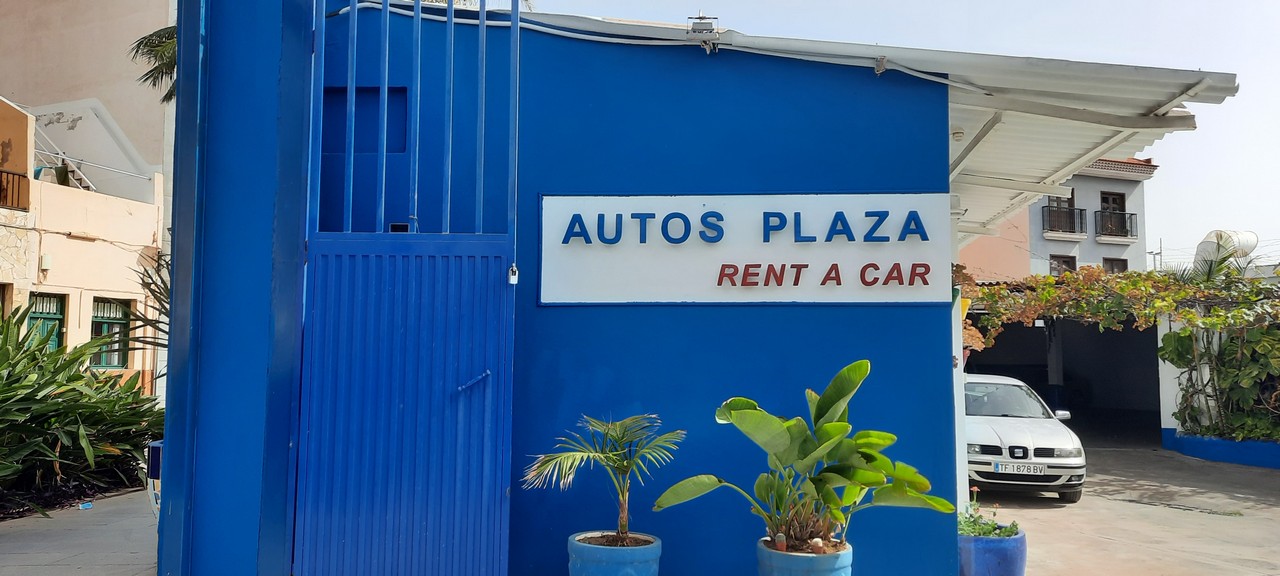 AUTOS PLAZA
RENT A CAR
TF 1878 BV